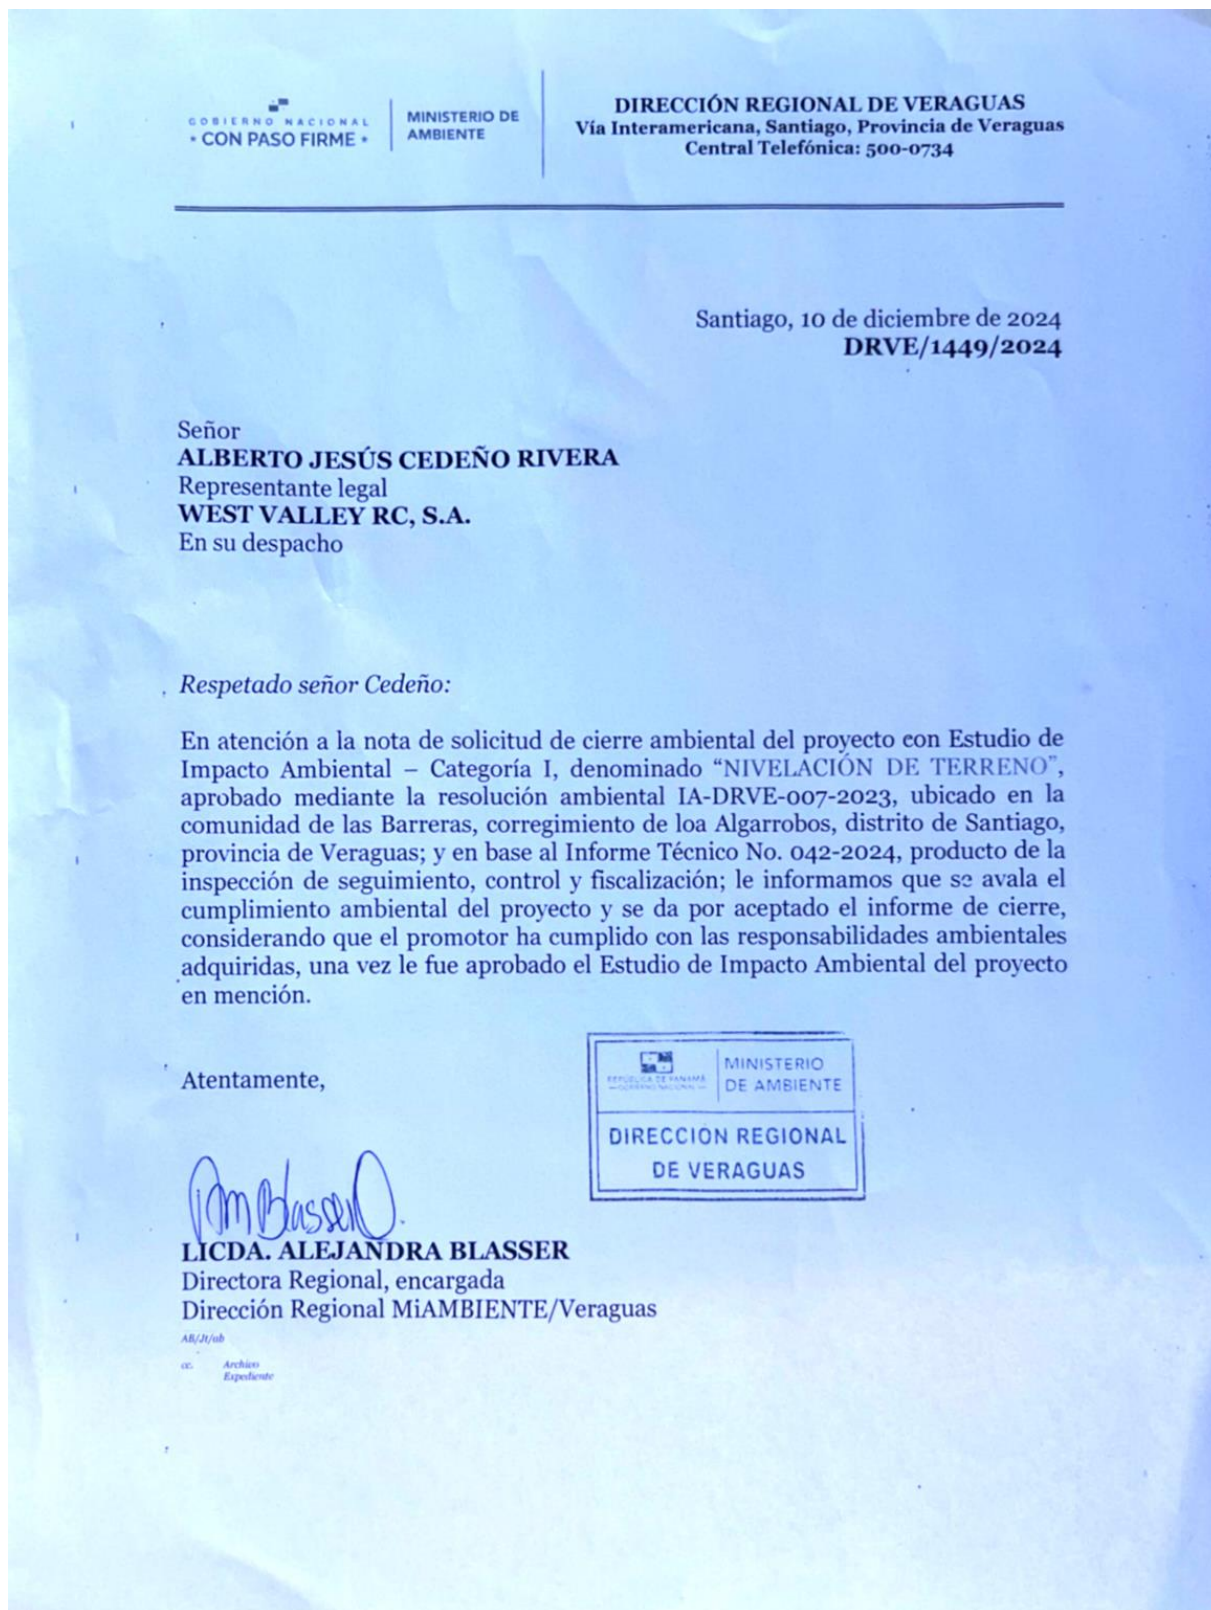 GOBIERNO NACIONAL
• CON PASO FIRME •
MINISTERIO DE
AMBIENTE
DIRECCIÓN REGIONAL DE VERAGUAS
Vía Interamericana, Santiago, Provincia de Veraguas
Central Telefónica: 500-0734
Santiago, 10 de diciembre de 2024
DRVE/1449/2024
Señor
ALBERTO JESÚS CEDEÑO RIVERA
Representante legal
WEST VALLEY RC, S.A.
En su despacho
Respetado señor Cedeño:
En atención a la nota de solicitud de cierre ambiental del proyecto con Estudio de
Impacto Ambiental – Categoría I, denominado “NIVELACIÓN DE TERRENO”,
aprobado mediante la resolución ambiental IA-DRVE-007-2023, ubicado en la
comunidad de las Barreras, corregimiento de loa Algarrobos, distrito de Santiago,
provincia de Veraguas; y en base al Informe Técnico No. 042-2024, producto de la
inspección de seguimiento, control y fiscalización; le informamos que se avala el
cumplimiento ambiental del proyecto y se da por aceptado el informe de cierre,
considerando que el promotor ha cumplido con las responsabilidades ambientales
adquiridas, una vez le fue aprobado el Estudio de Impacto Ambiental del proyecto
en mención.
Atentamente,
REPÚBLICA DE PANAMÁ
— GOBIERNO NACIONAL —
MINISTERIO
DE AMBIENTE
DIRECCIÓN REGIONAL
DE VERAGUAS
LICDA. ALEJANDRA BLASSER
Directora Regional, encargada
Dirección Regional MiAMBIENTE/Veraguas
AB/Jt/ab
cc. Archivo
Expediente